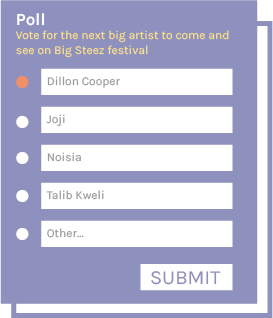 Poll
Vote for the next big artist to come and
see on Big Steez festival
Dillon Cooper
Joji
Noisia
Talib Kweli
Other...
SUBMIT